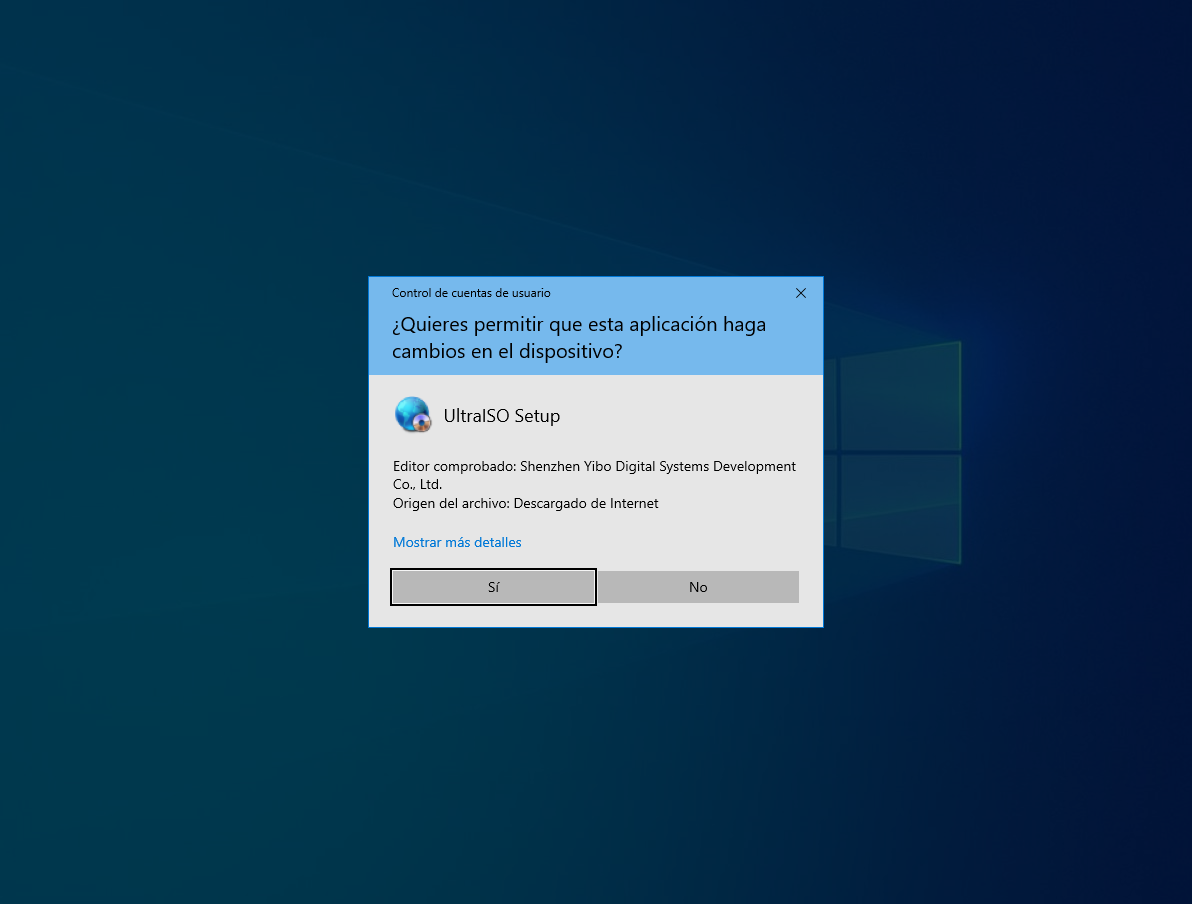 Control de cuentas de usuario
¿Quieres permitir que esta aplicación haga
cambios en el dispositivo?
UltraISO Setup
Editor comprobado: Shenzhen Yibo Digital Systems Development
Co., Ltd.
Origen del archivo: Descargado de Internet
Mostrar más detalles
Sí
No